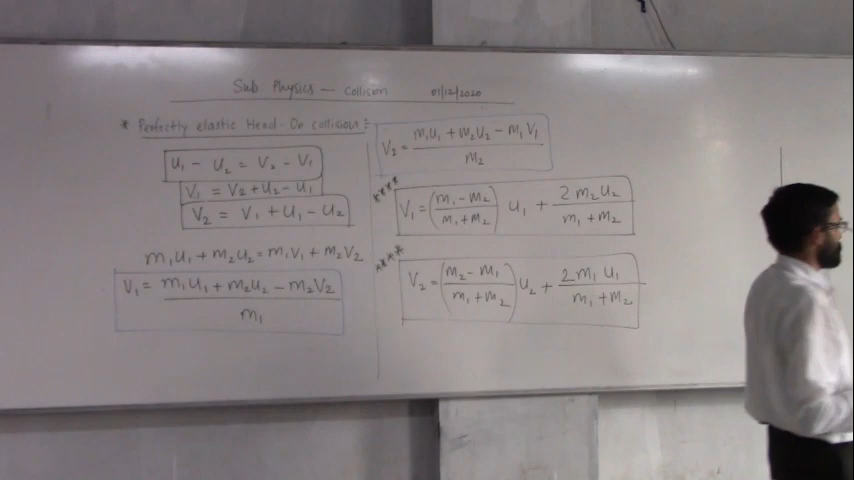 Sub Physics — Collison 01/12/2020
* Perfectly elastic Head-On collision:
U₁ - U₂ = V₂ - V₁
V₁ = V₂ + U₂ - U₁
V₂ = V₁ + U₁ - U₂
m₁U₁ + m₂U₂ = m₁V₁ + m₂V₂
V₁ = (m₁U₁ + m₂U₂ - m₂V₂) / m₁
V₂ = (m₁U₁ + m₂U₂ - m₁V₁) / m₂
**** V₁ = ((m₁ - m₂) / (m₁ + m₂)) U₁ + 2m₂U₂ / (m₁ + m₂)
**** V₂ = ((m₂ - m₁) / (m₁ + m₂)) U₂ + 2m₁U₁ / (m₁ + m₂)